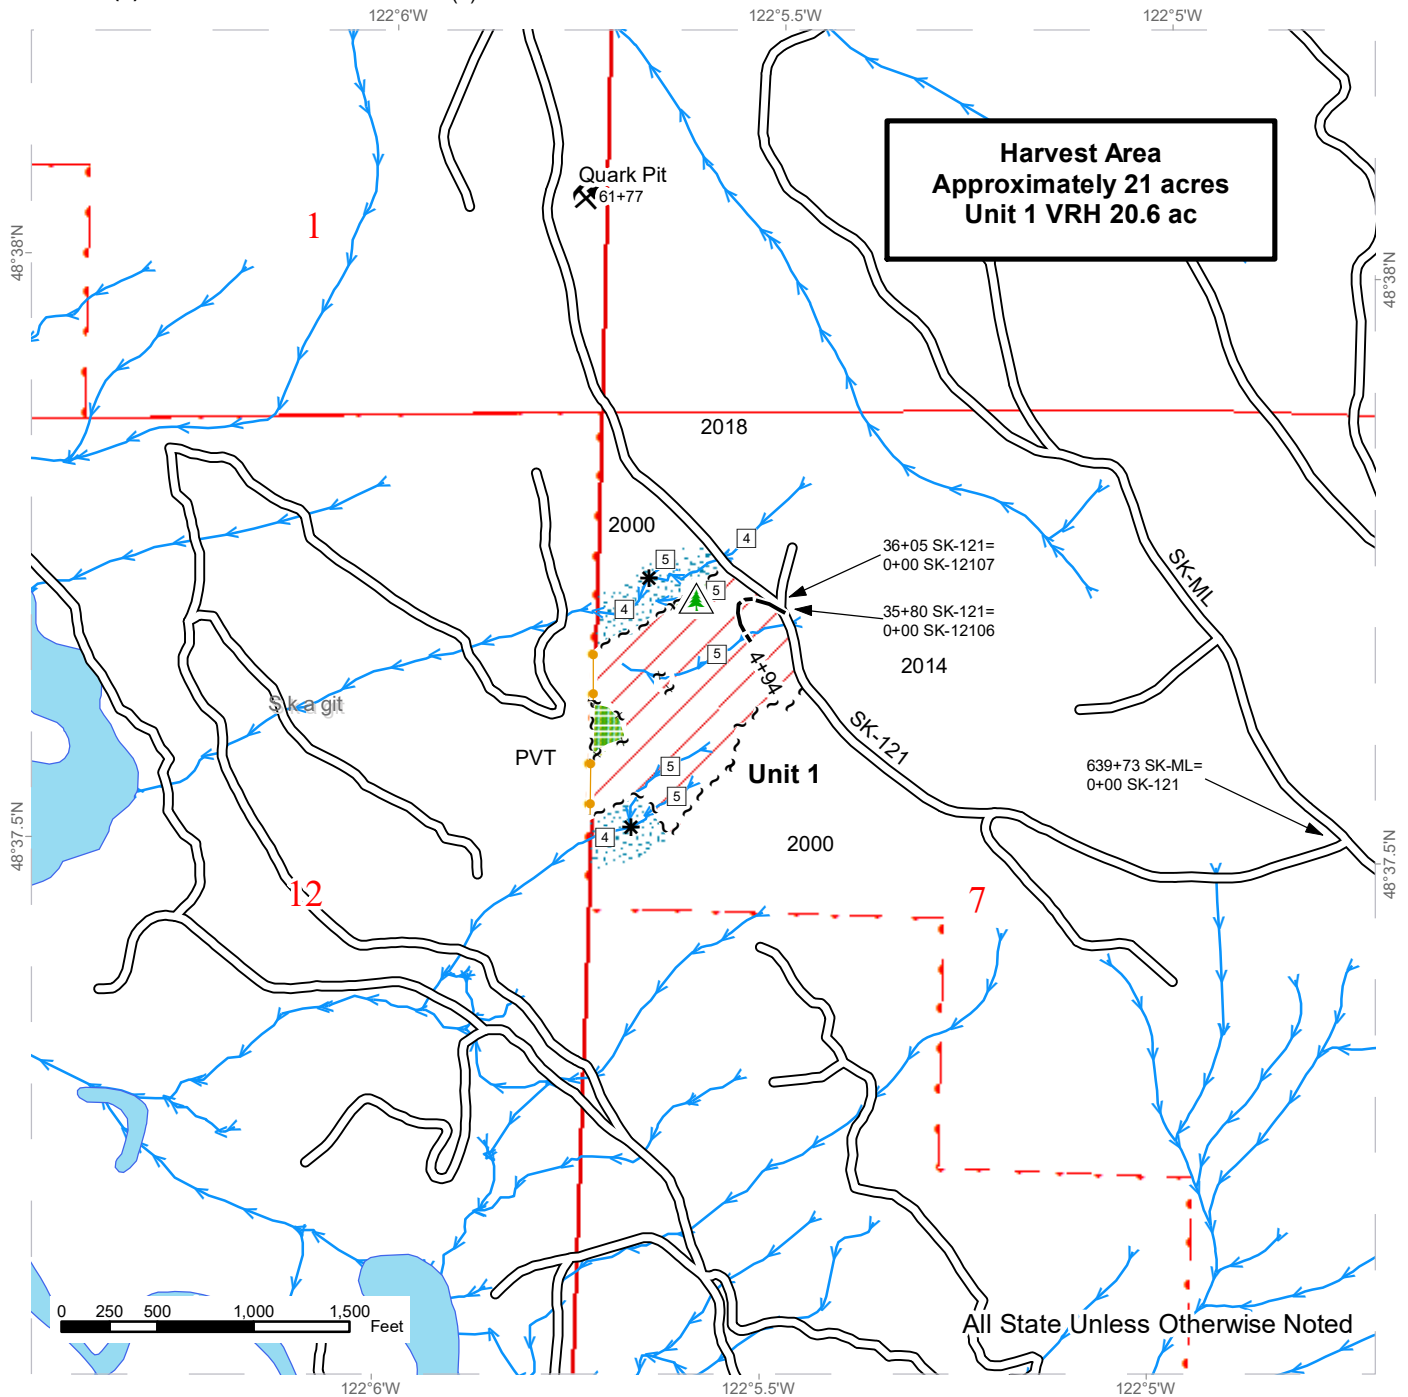 122°6'W
122°5.5'W
122°5'W
Harvest Area
Approximately 21 acres
Unit 1 VRH 20.6 ac
Quark Pit
61+77
1
48°38'N
48°38'N
2018
2000
4
5
5
4
36+05 SK-121=
0+00 SK-12107
35+80 SK-121=
0+00 SK-12106
SK-ML
5
2014
4+94
Skagit
SK-121
PVT
Unit 1
5
5
4
639+73 SK-ML=
0+00 SK-121
2000
48°37.5'N
48°37.5'N
12
7
0 250 500 1,000 1,500
Feet
All State Unless Otherwise Noted
122°6'W
122°5.5'W
122°5'W